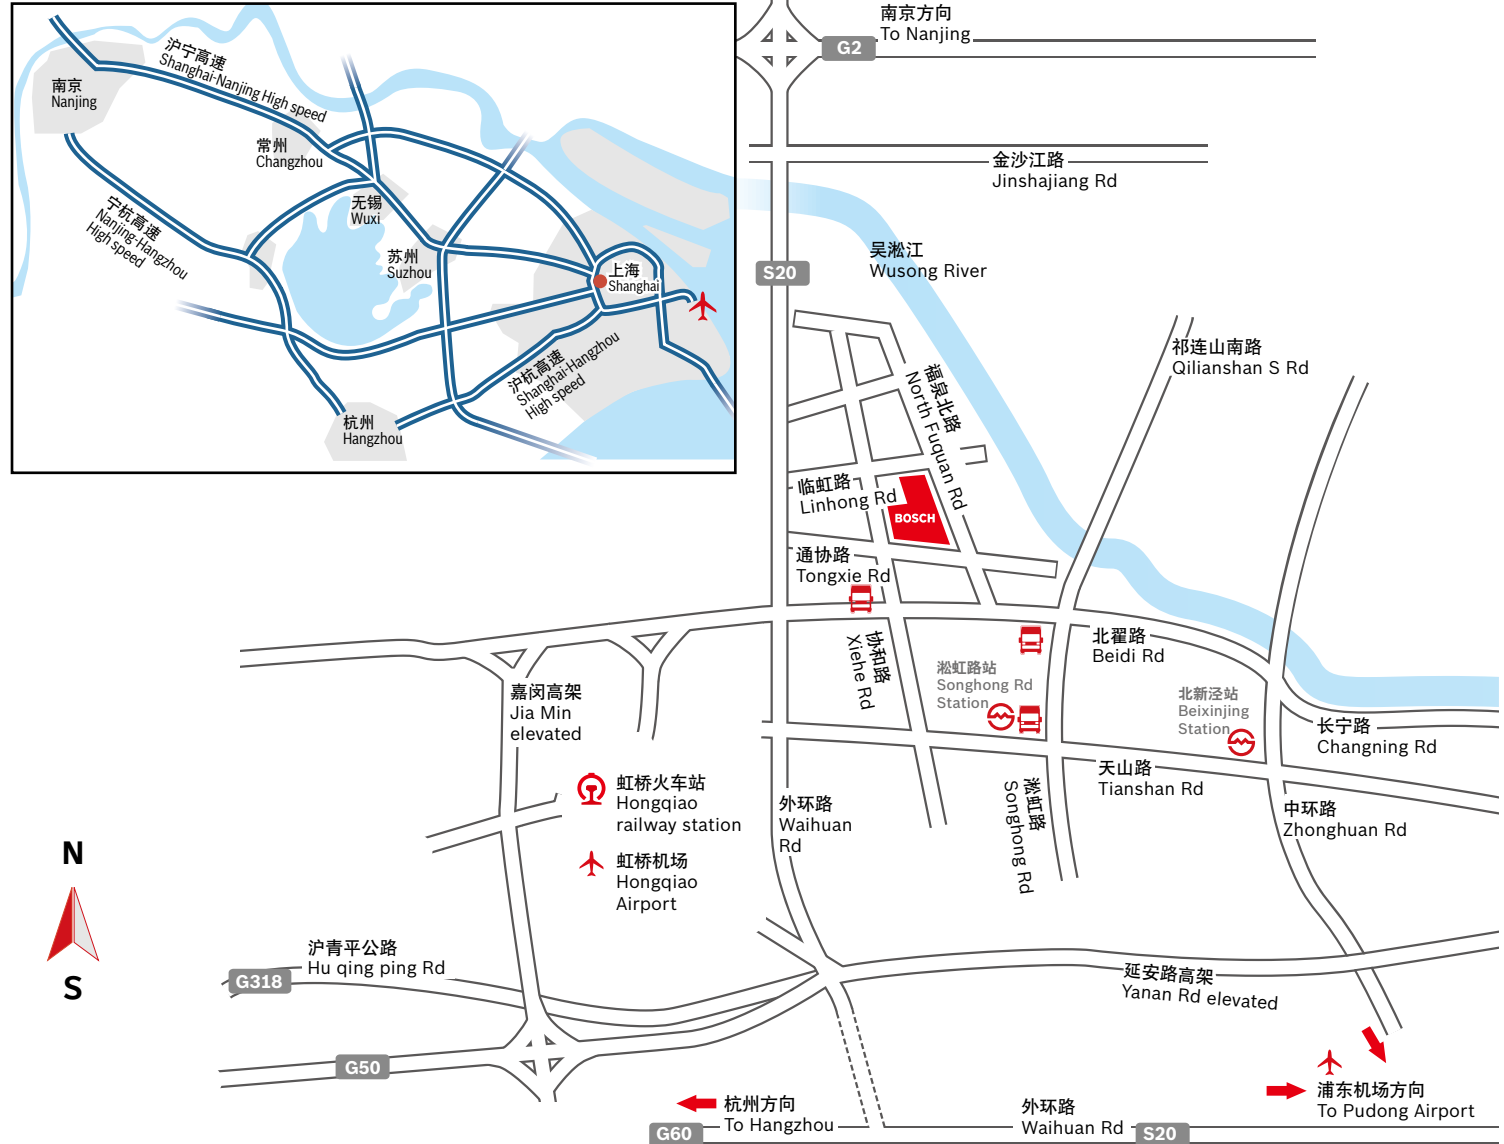 南京
Nanjing
沪宁高速
Shanghai-Nanjing High speed
常州
Changzhou
宁杭高速
Nanjing-Hangzhou
High speed
无锡
Wuxi
苏州
Suzhou
上海
Shanghai
沪杭高速
Shanghai-Hangzhou
High speed
杭州
Hangzhou
南京方向
To Nanjing
G2
金沙江路
Jinshajiang Rd
吴淞江
Wusong River
S20
祁连山南路
Qilianshan S Rd
福泉北路
North Fuquan Rd
临虹路
Linhong Rd
BOSCH
通协路
Tongxie Rd
协和路
Xiehe Rd
北翟路
Beidi Rd
淞虹路站
Songhong Rd
Station
北新泾站
Beixinjing
Station
嘉闵高架
Jia Min
elevated
长宁路
Changning Rd
天山路
Tianshan Rd
淞虹路
Songhong Rd
虹桥火车站
Hongqiao
railway station
外环路
Waihuan
Rd
中环路
Zhonghuan Rd
虹桥机场
Hongqiao
Airport
N
S
沪青平公路
Hu qing ping Rd
G318
延安路高架
Yanan Rd elevated
G50
杭州方向
To Hangzhou
G60
外环路
Waihuan Rd
S20
浦东机场方向
To Pudong Airport